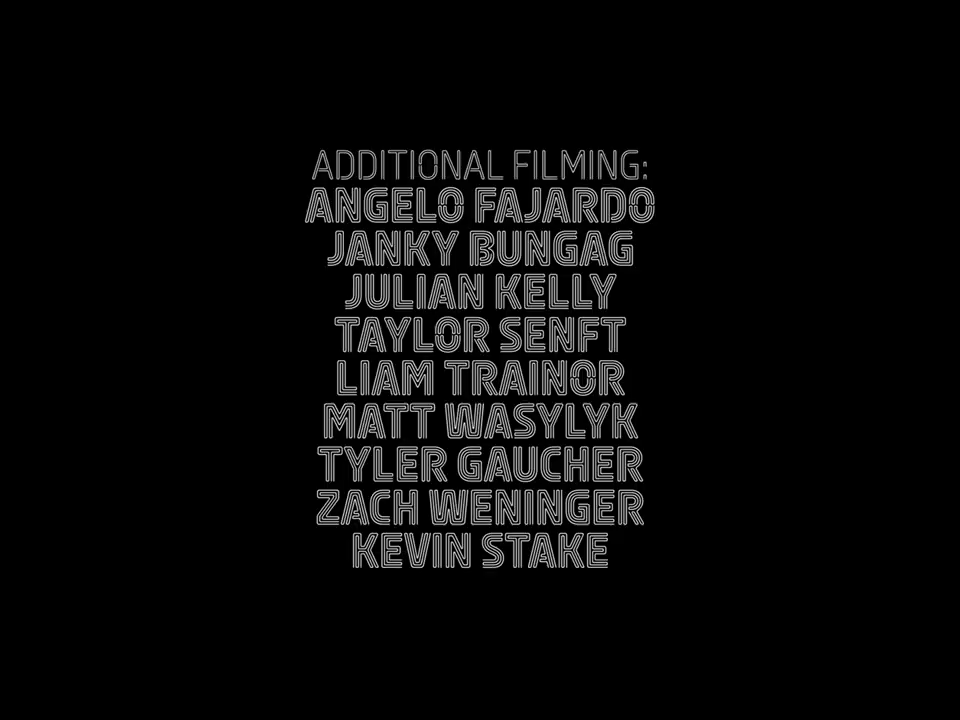 ADDITIONAL FILMING:
ANGELO FAJARDO
JANKY BUNGAG
JULIAN KELLY
TAYLOR SENFT
LIAM TRAINOR
MATT WASYLYK
TYLER GAUCHER
ZACH WENINGER
KEVIN STAKE